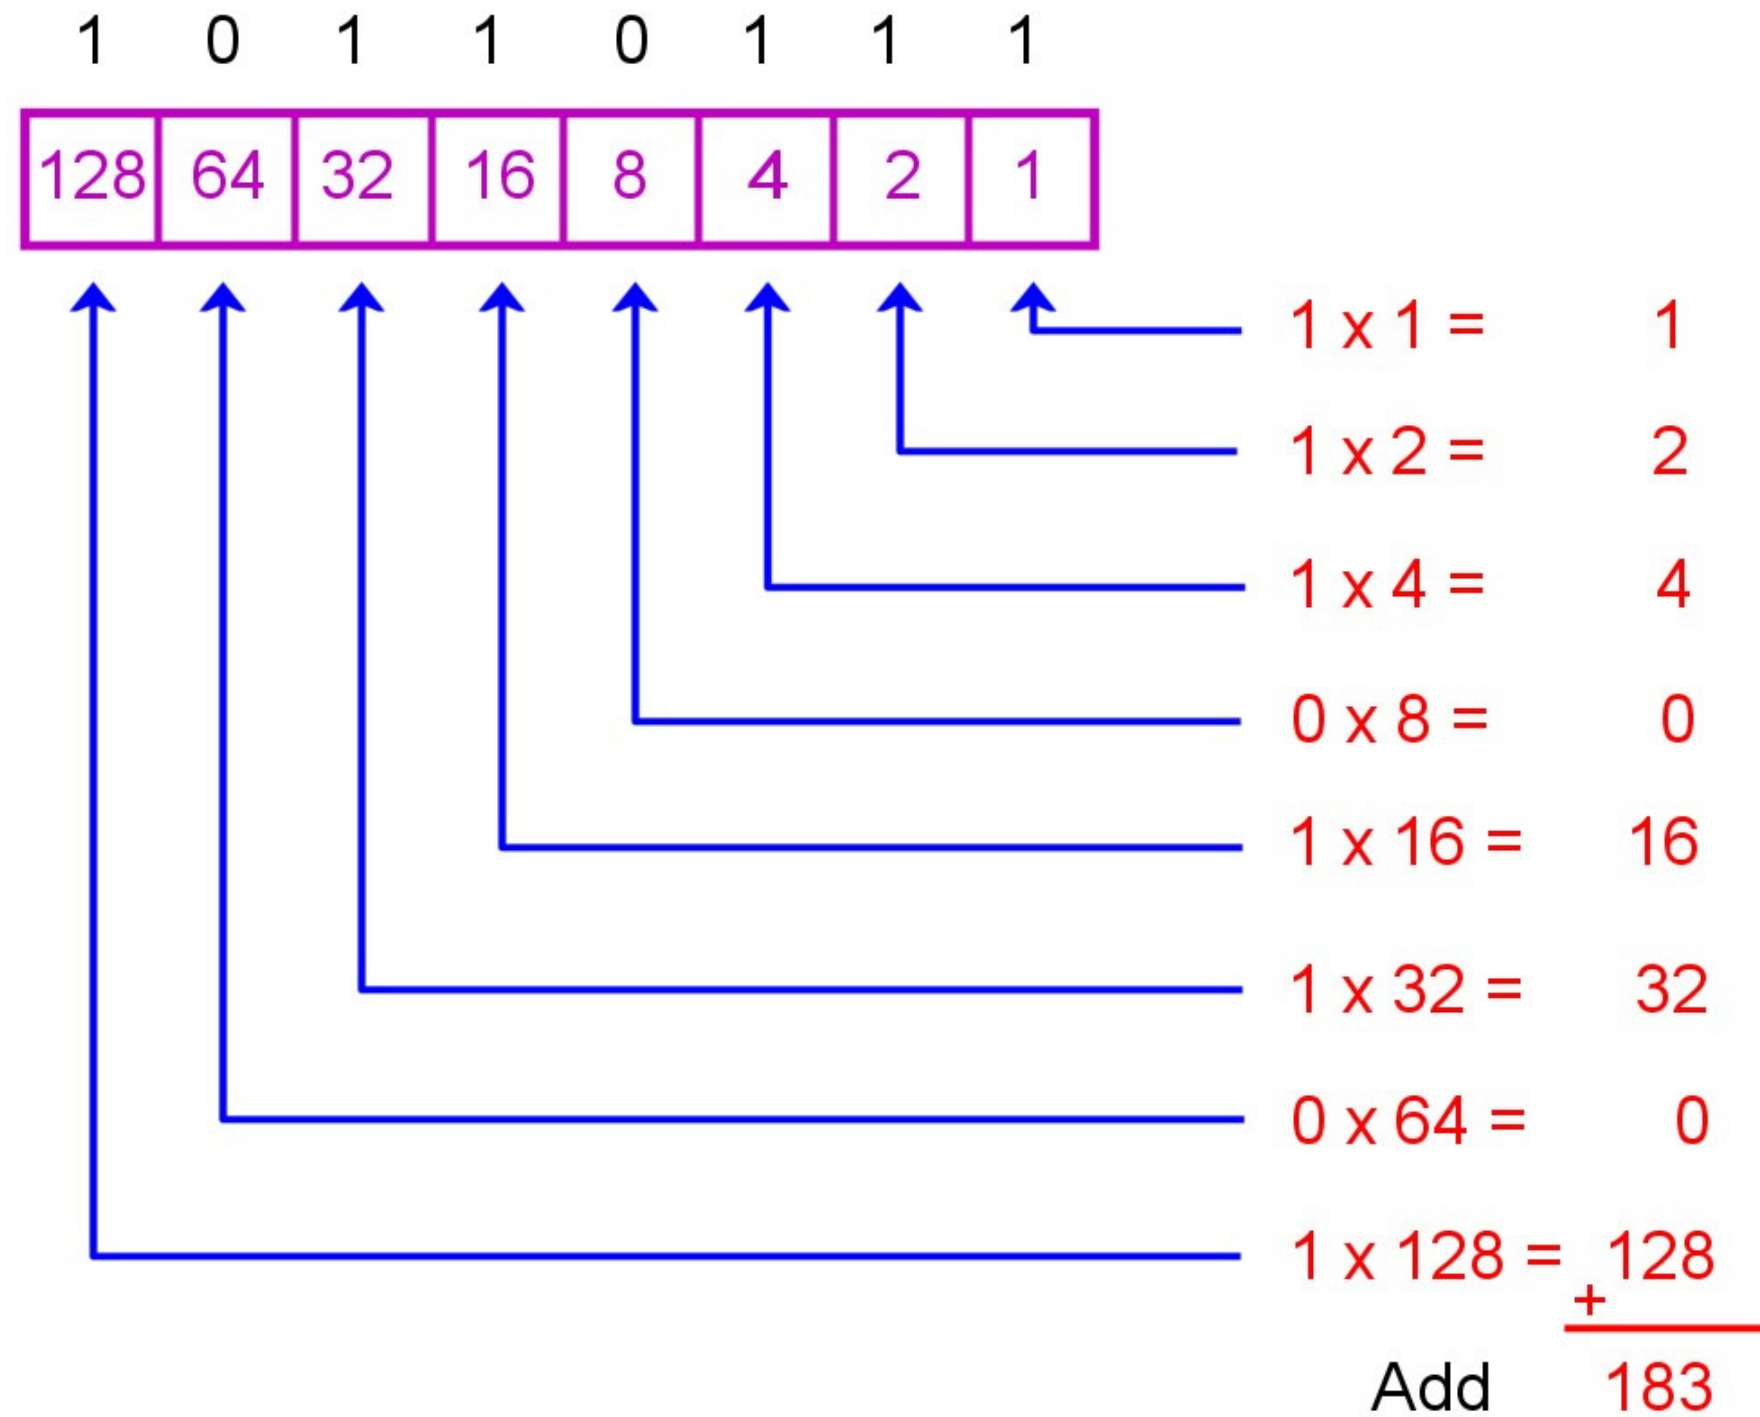 1 0 1 1 0 1 1 1
128 64 32 16 8 4 2 1
1 x 1 = 1
1 x 2 = 2
1 x 4 = 4
0 x 8 = 0
1 x 16 = 16
1 x 32 = 32
0 x 64 = 0
1 x 128 = 128
+
Add 183